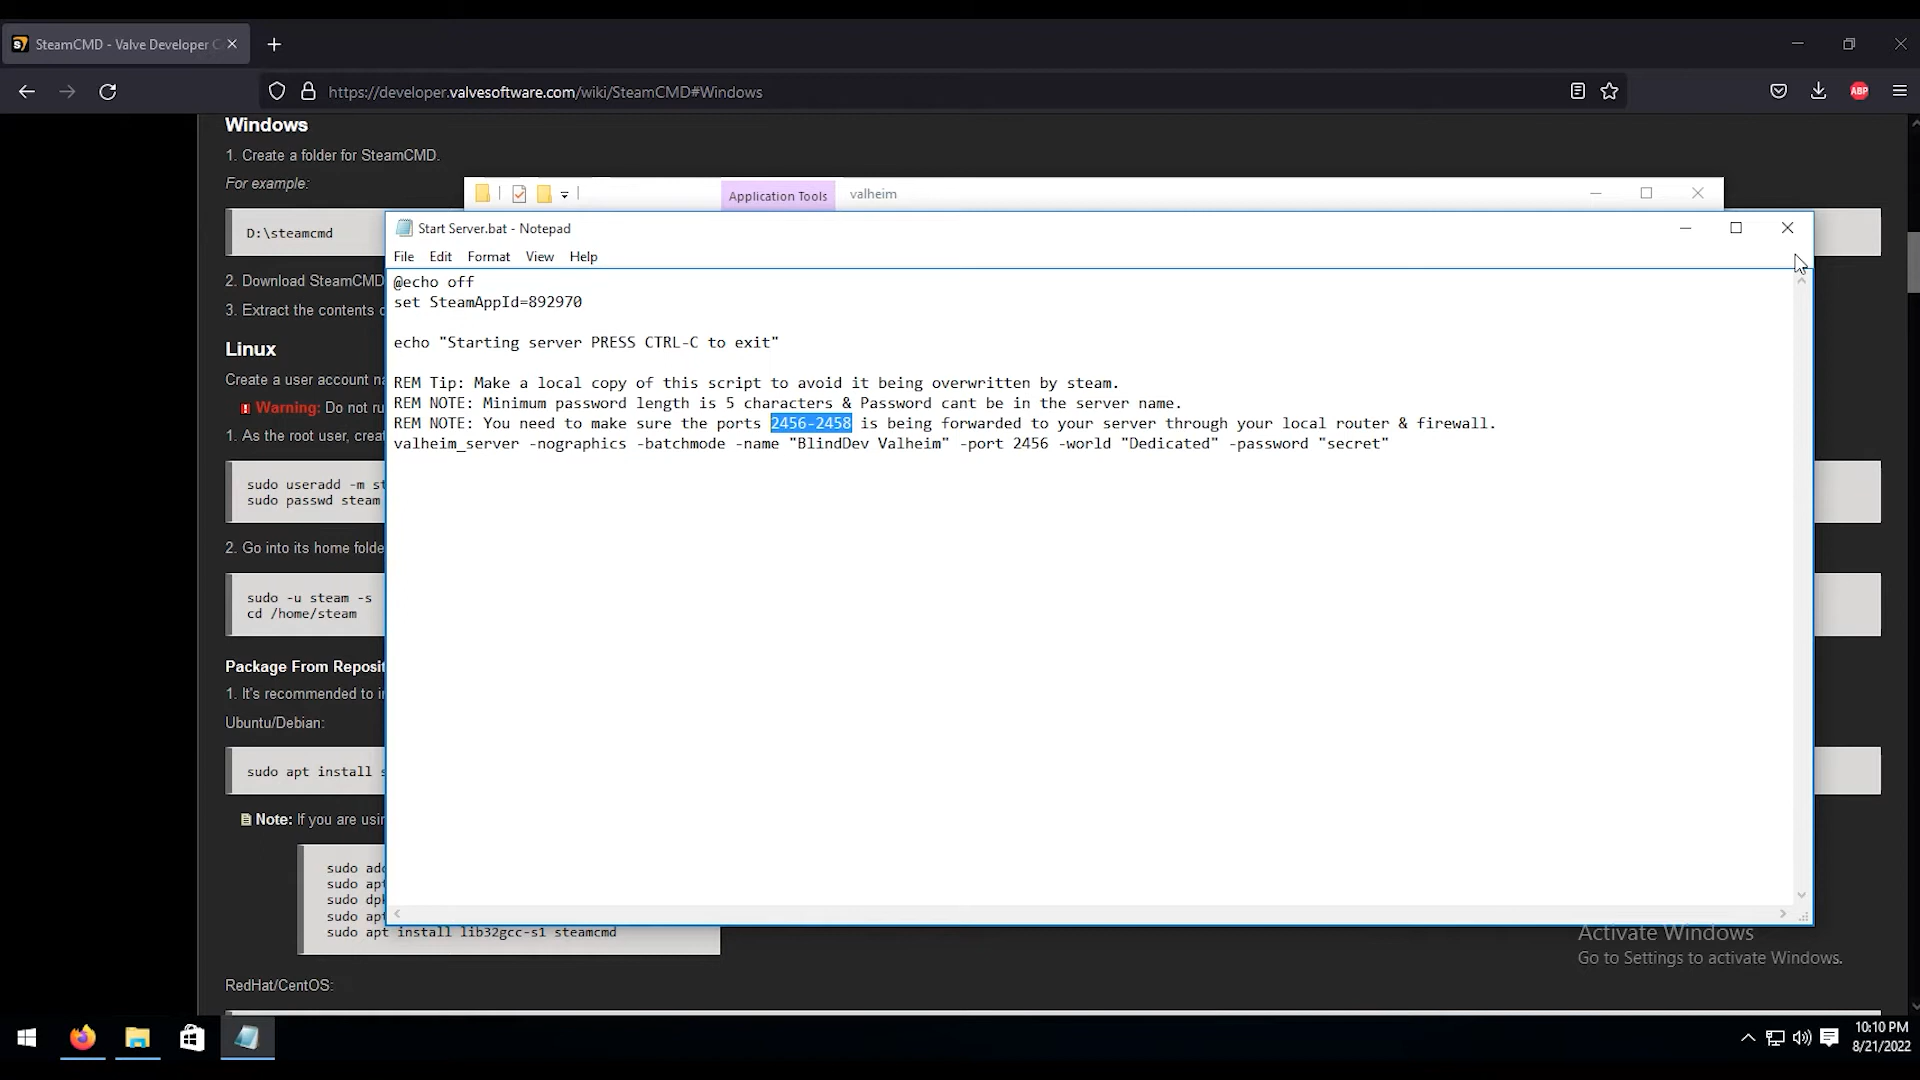 SteamCMD - Valve Developer C
https://developer.valvesoftware.com/wiki/SteamCMD#Windows
ABP
Windows
1. Create a folder for SteamCMD.
For example:
Application Tools
valheim
D:\steamcmd
2. Download SteamCMD
3. Extract the contents
Start Server.bat - Notepad
File Edit Format View Help
@echo off
set SteamAppId=892970
echo "Starting server PRESS CTRL-C to exit"
REM Tip: Make a local copy of this script to avoid it being overwritten by steam.
REM NOTE: Minimum password length is 5 characters & Password cant be in the server name.
REM NOTE: You need to make sure the ports 2456-2458 is being forwarded to your server through your local router & firewall.
valheim_server -nographics -batchmode -name "BlindDev Valheim" -port 2456 -world "Dedicated" -password "secret"
Linux
Create a user account
Warning: Do not
1. As the root user,
sudo useradd -m
sudo passwd steam
2. Go into its home
sudo -u steam -s
cd /home/steam
Package From
1. It's recommended to
Ubuntu/Debian:
sudo apt install
Note: If you are
sudo
sudo
sudo
sudo
sudo apt install lib32gcc-s1 steamcmd
RedHat/CentOS:
Activate Windows
Go to Settings to activate Windows.
10:10 PM
8/21/2022